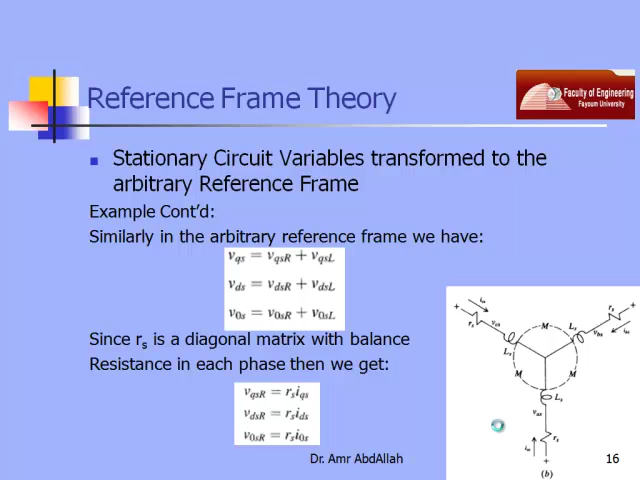 Reference Frame Theory
Faculty of Engineering
Fayoum University
Stationary Circuit Variables transformed to the
arbitrary Reference Frame
Example Cont'd:
Similarly in the arbitrary reference frame we have:
v_qs = v_qsR + v_qsL
v_ds = v_dsR + v_dsL
v_0s = v_0sR + v_0sL
Since r_s is a diagonal matrix with balance
Resistance in each phase then we get:
v_qsR = r_s i_qs
v_dsR = r_s i_ds
v_0sR = r_s i_0s
+
r_s
L_s
M
L_s
r_s
+
v_bs
M
M
L_s
v_as
r_s
+
(b)
Dr. Amr AbdAllah
16